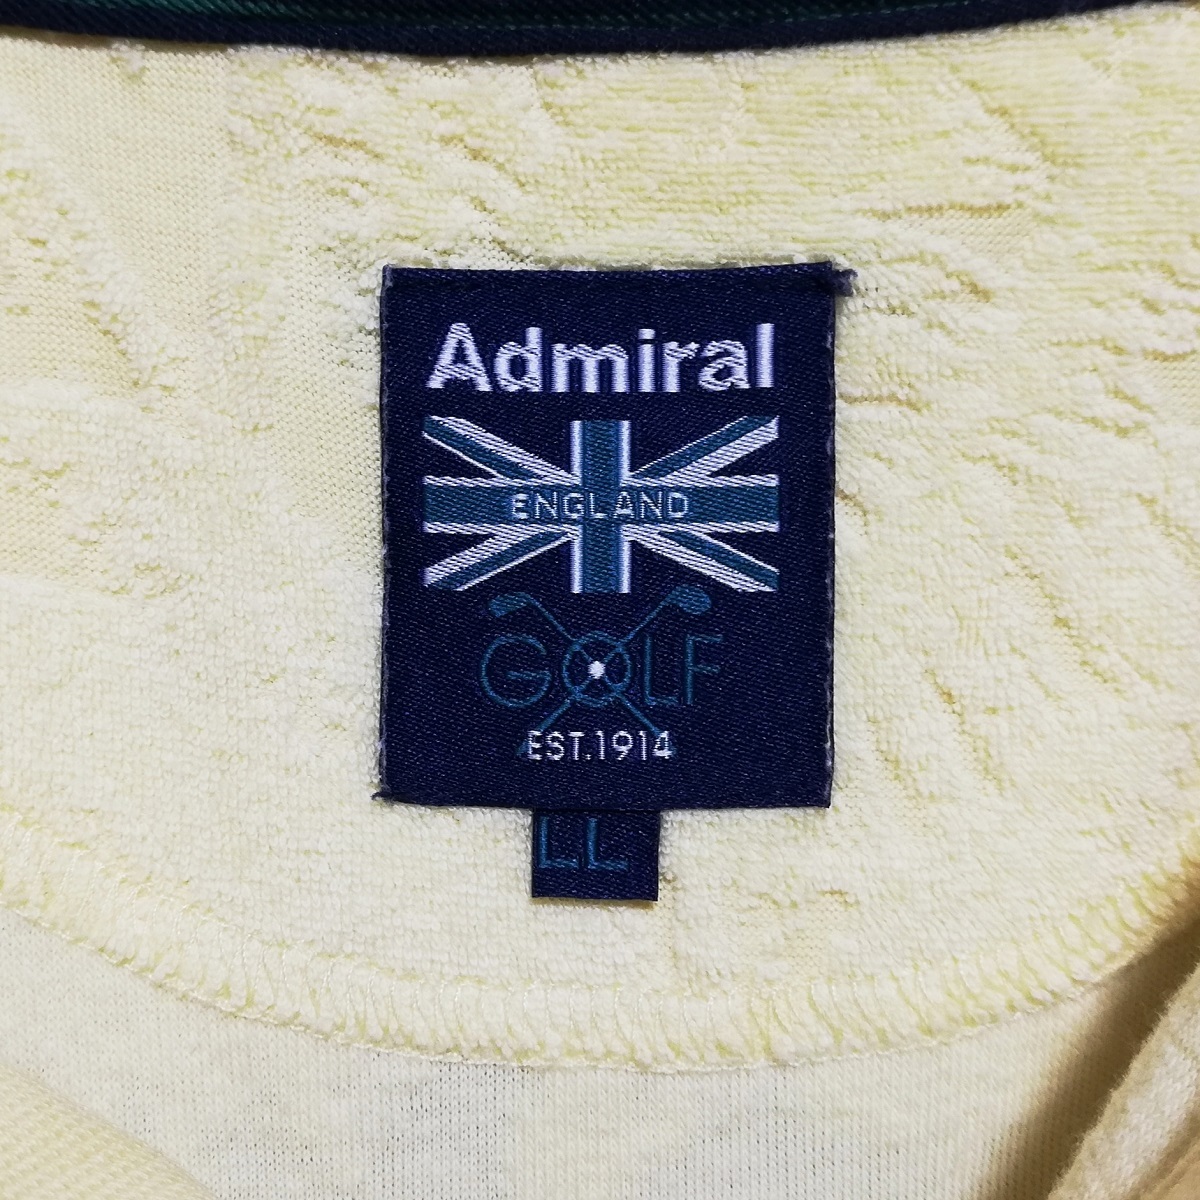 Admiral
ENGLAND
GOLF
EST.1914
LL